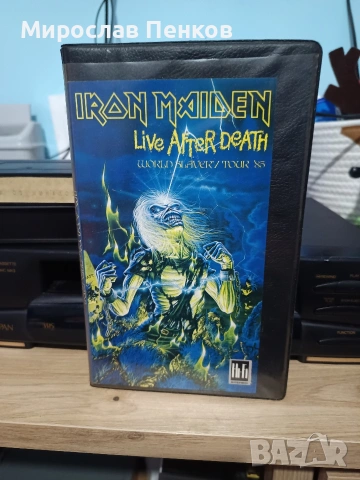 Мирослав Пенков
IRON MAIDEN
LIVE AFTER DEATH
WORLD SLAVERY TOUR '85
BAZAR